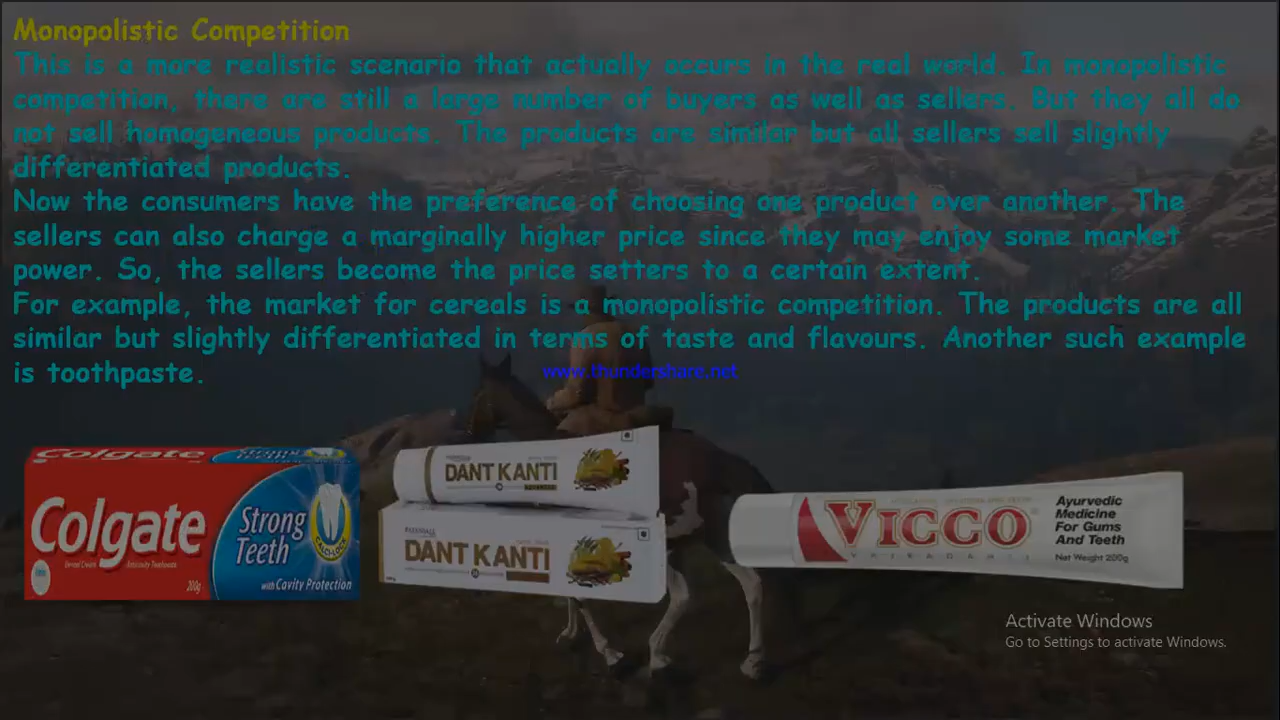 Monopolistic Competition
This is a more realistic scenario that actually occurs in the real world. In monopolistic
competition, there are still a large number of buyers as well as sellers. But they all do
not sell homogeneous products. The products are similar but all sellers sell slightly
differentiated products.
Now the consumers have the preference of choosing one product over another. The
sellers can also charge a marginally higher price since they may enjoy some market
power. So, the sellers become the price setters to a certain extent.
For example, the market for cereals is a monopolistic competition. The products are all
similar but slightly differentiated in terms of taste and flavours. Another such example
is toothpaste.
www.thundershare.net
Colgate
Colgate
Strong
Teeth
CALCI-LOCK
with Cavity Protection
200g
DANT KANTI
DANT KANTI
VICCO
Ayurvedic
Medicine
For Gums
And Teeth
Net Weight 200g
Activate Windows
Go to Settings to activate Windows.